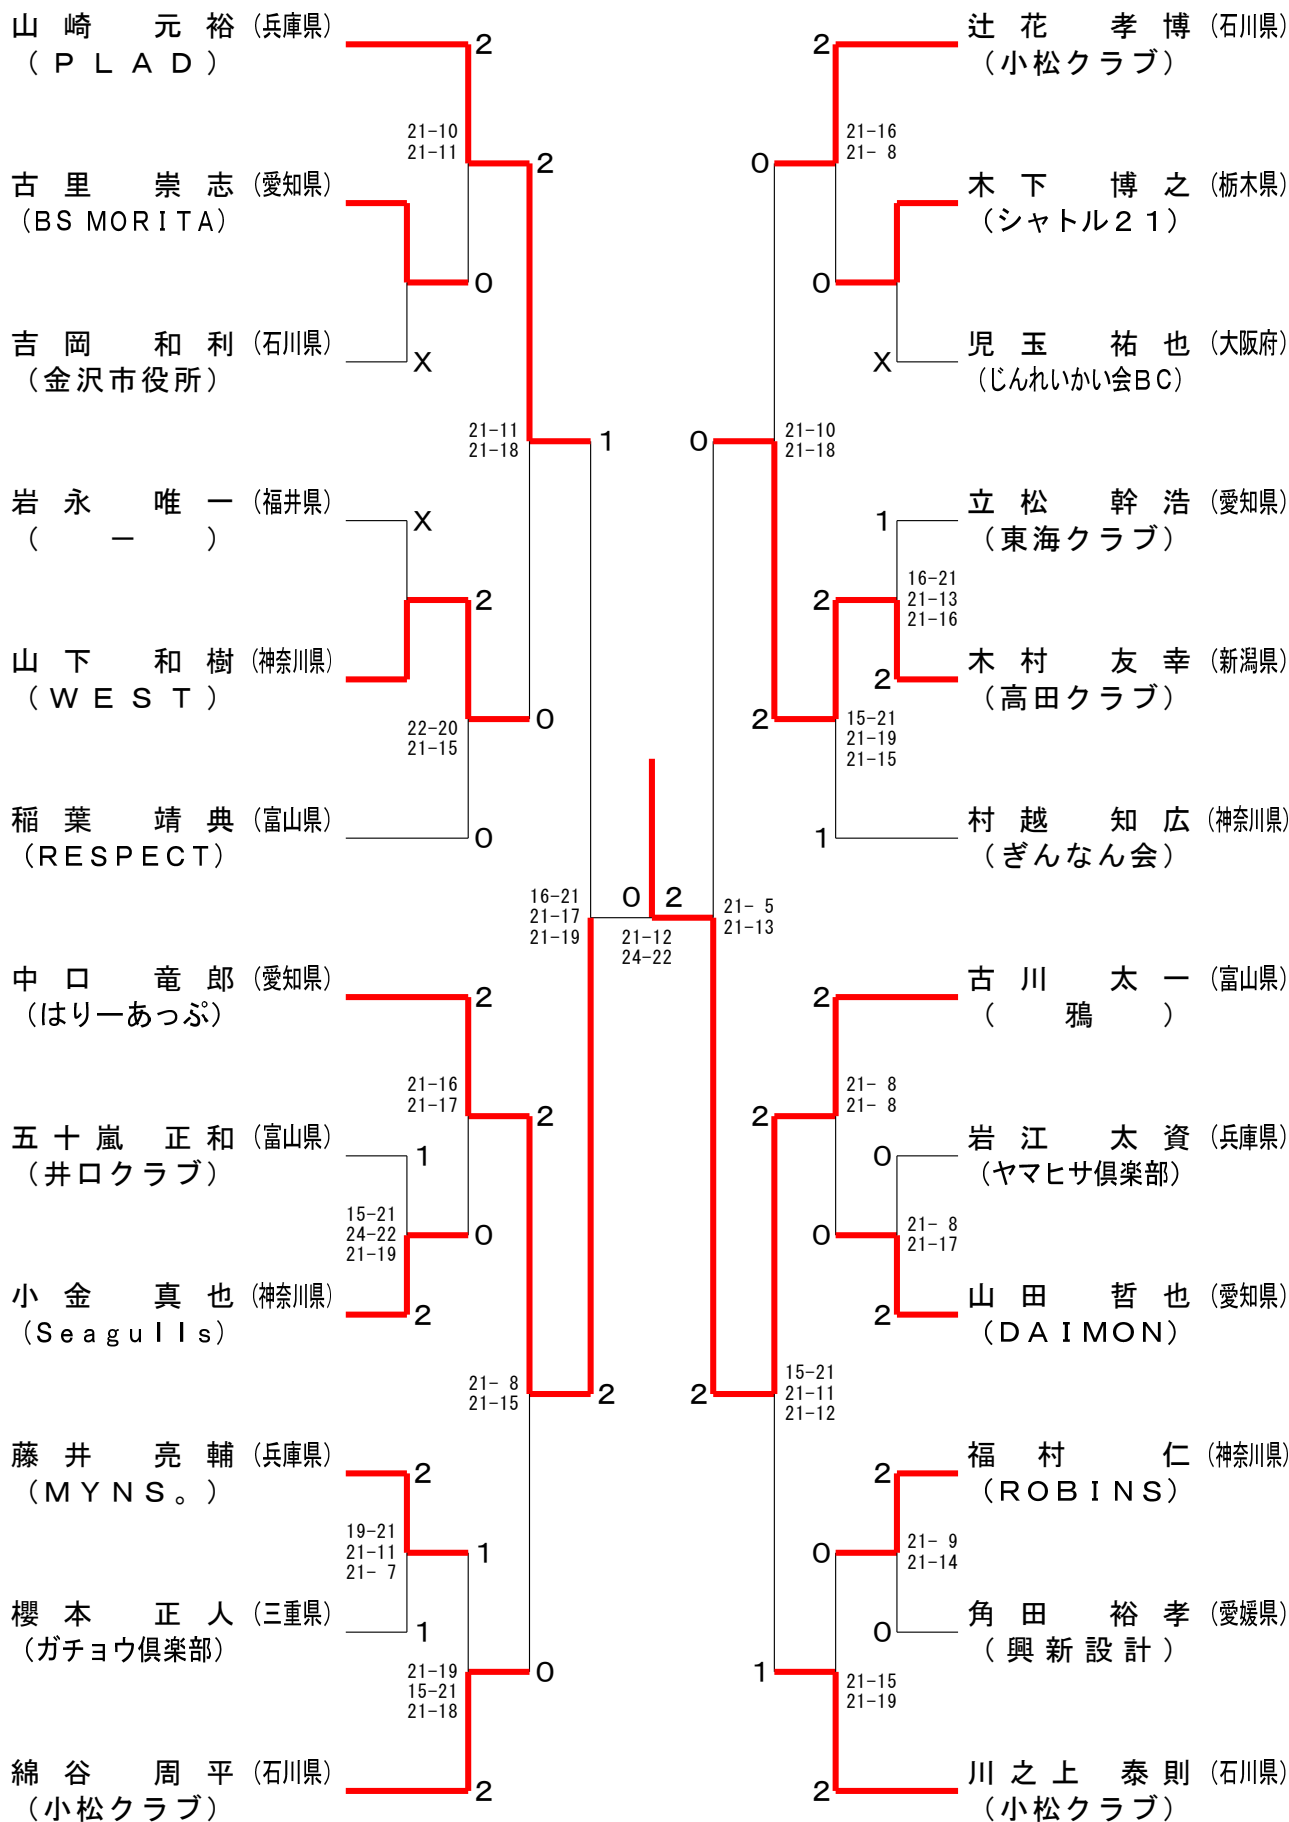 山崎 元裕 (兵庫県)
(PLAD)
2
21-10
21-11
2
古里 崇志 (愛知県)
(BS MORITA)
0
吉岡 和利 (石川県)
(金沢市役所)
X
21-11
21-18
1
岩永 唯一 (福井県)
( ー )
X
2
山下 和樹 (神奈川県)
(WEST)
22-20
21-15
0
稲葉 靖典 (富山県)
(RESPECT)
0
16-21
21-17
21-19
中口 竜郎 (愛知県)
(はりーあっぷ)
2
21-16
21-17
2
五十嵐 正和 (富山県)
(井口クラブ)
1
15-21
24-22
21-19
0
小金 真也 (神奈川県)
(Seagulls)
2
21- 8
21-15
2
藤井 亮輔 (兵庫県)
(MYNS。)
2
19-21
21-11
21- 7
1
櫻本 正人 (三重県)
(ガチョウ倶楽部)
1
21-19
15-21
21-18
0
綿谷 周平 (石川県)
(小松クラブ)
2
0 2
21-12
24-22
2
辻花 孝博 (石川県)
(小松クラブ)
0
21-16
21- 8
木下 博之 (栃木県)
(シャトル21)
0
児玉 祐也 (大阪府)
(じんれいかい会BC)
X
0
21-10
21-18
立松 幹浩 (愛知県)
(東海クラブ)
1
2
16-21
21-13
21-16
木村 友幸 (新潟県)
(高田クラブ)
2
2
15-21
21-19
21-15
村越 知広 (神奈川県)
(ぎんなん会)
1
21- 5
21-13
古川 太一 (富山県)
( 鴉 )
2
2
21- 8
21- 8
岩江 太資 (兵庫県)
(ヤマヒサ倶楽部)
0
0
21- 8
21-17
山田 哲也 (愛知県)
(DAIMON)
2
2
15-21
21-11
21-12
福村 仁 (神奈川県)
(ROBINS)
2
0
21- 9
21-14
角田 裕孝 (愛媛県)
(興新設計)
0
1
21-15
21-19
川之上 泰則 (石川県)
(小松クラブ)
2